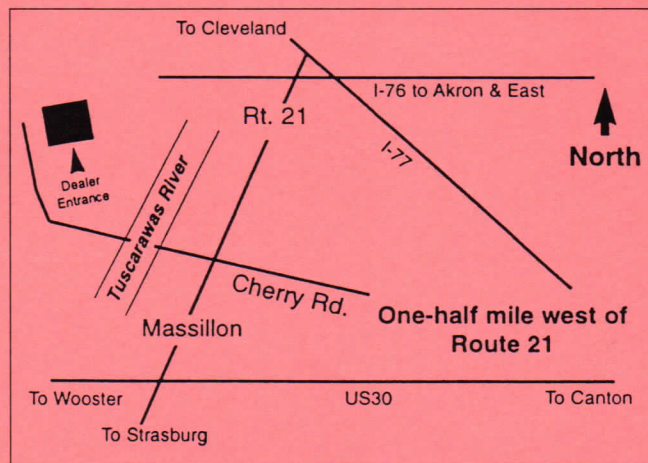 To Cleveland
I-76 to Akron & East
Rt. 21
I-77
North
Dealer
Entrance
Tuscarawas River
Cherry Rd.
One-half mile west of
Route 21
Massillon
To Wooster
US30
To Canton
To Strasburg